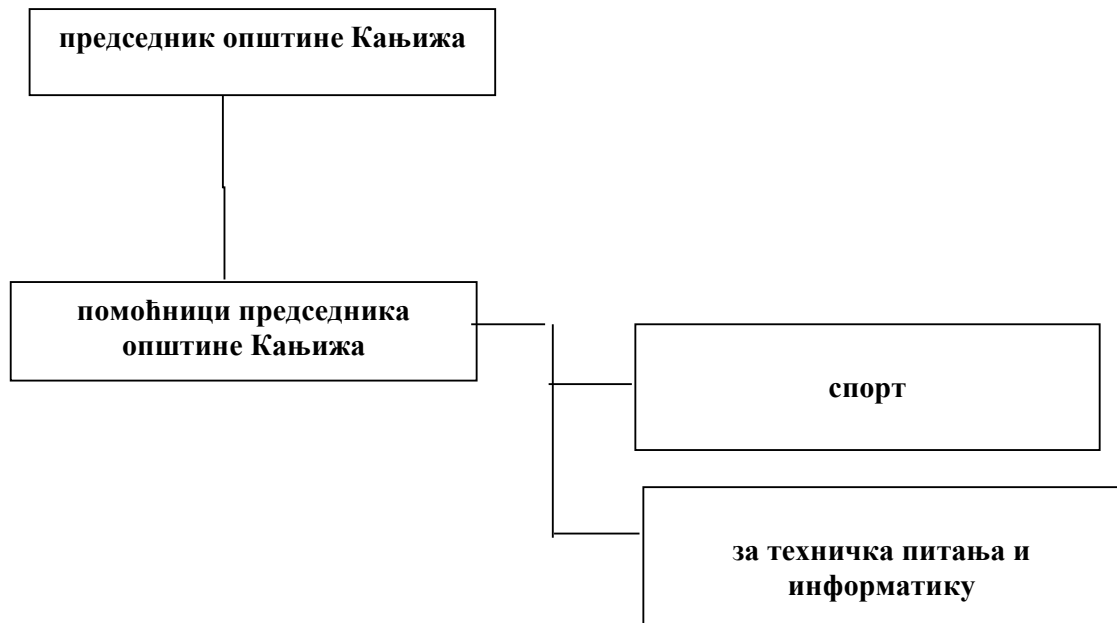 председник општине Кањижа
помоћници председника
општине Кањижа
спорт
за техничка питања и
информатику